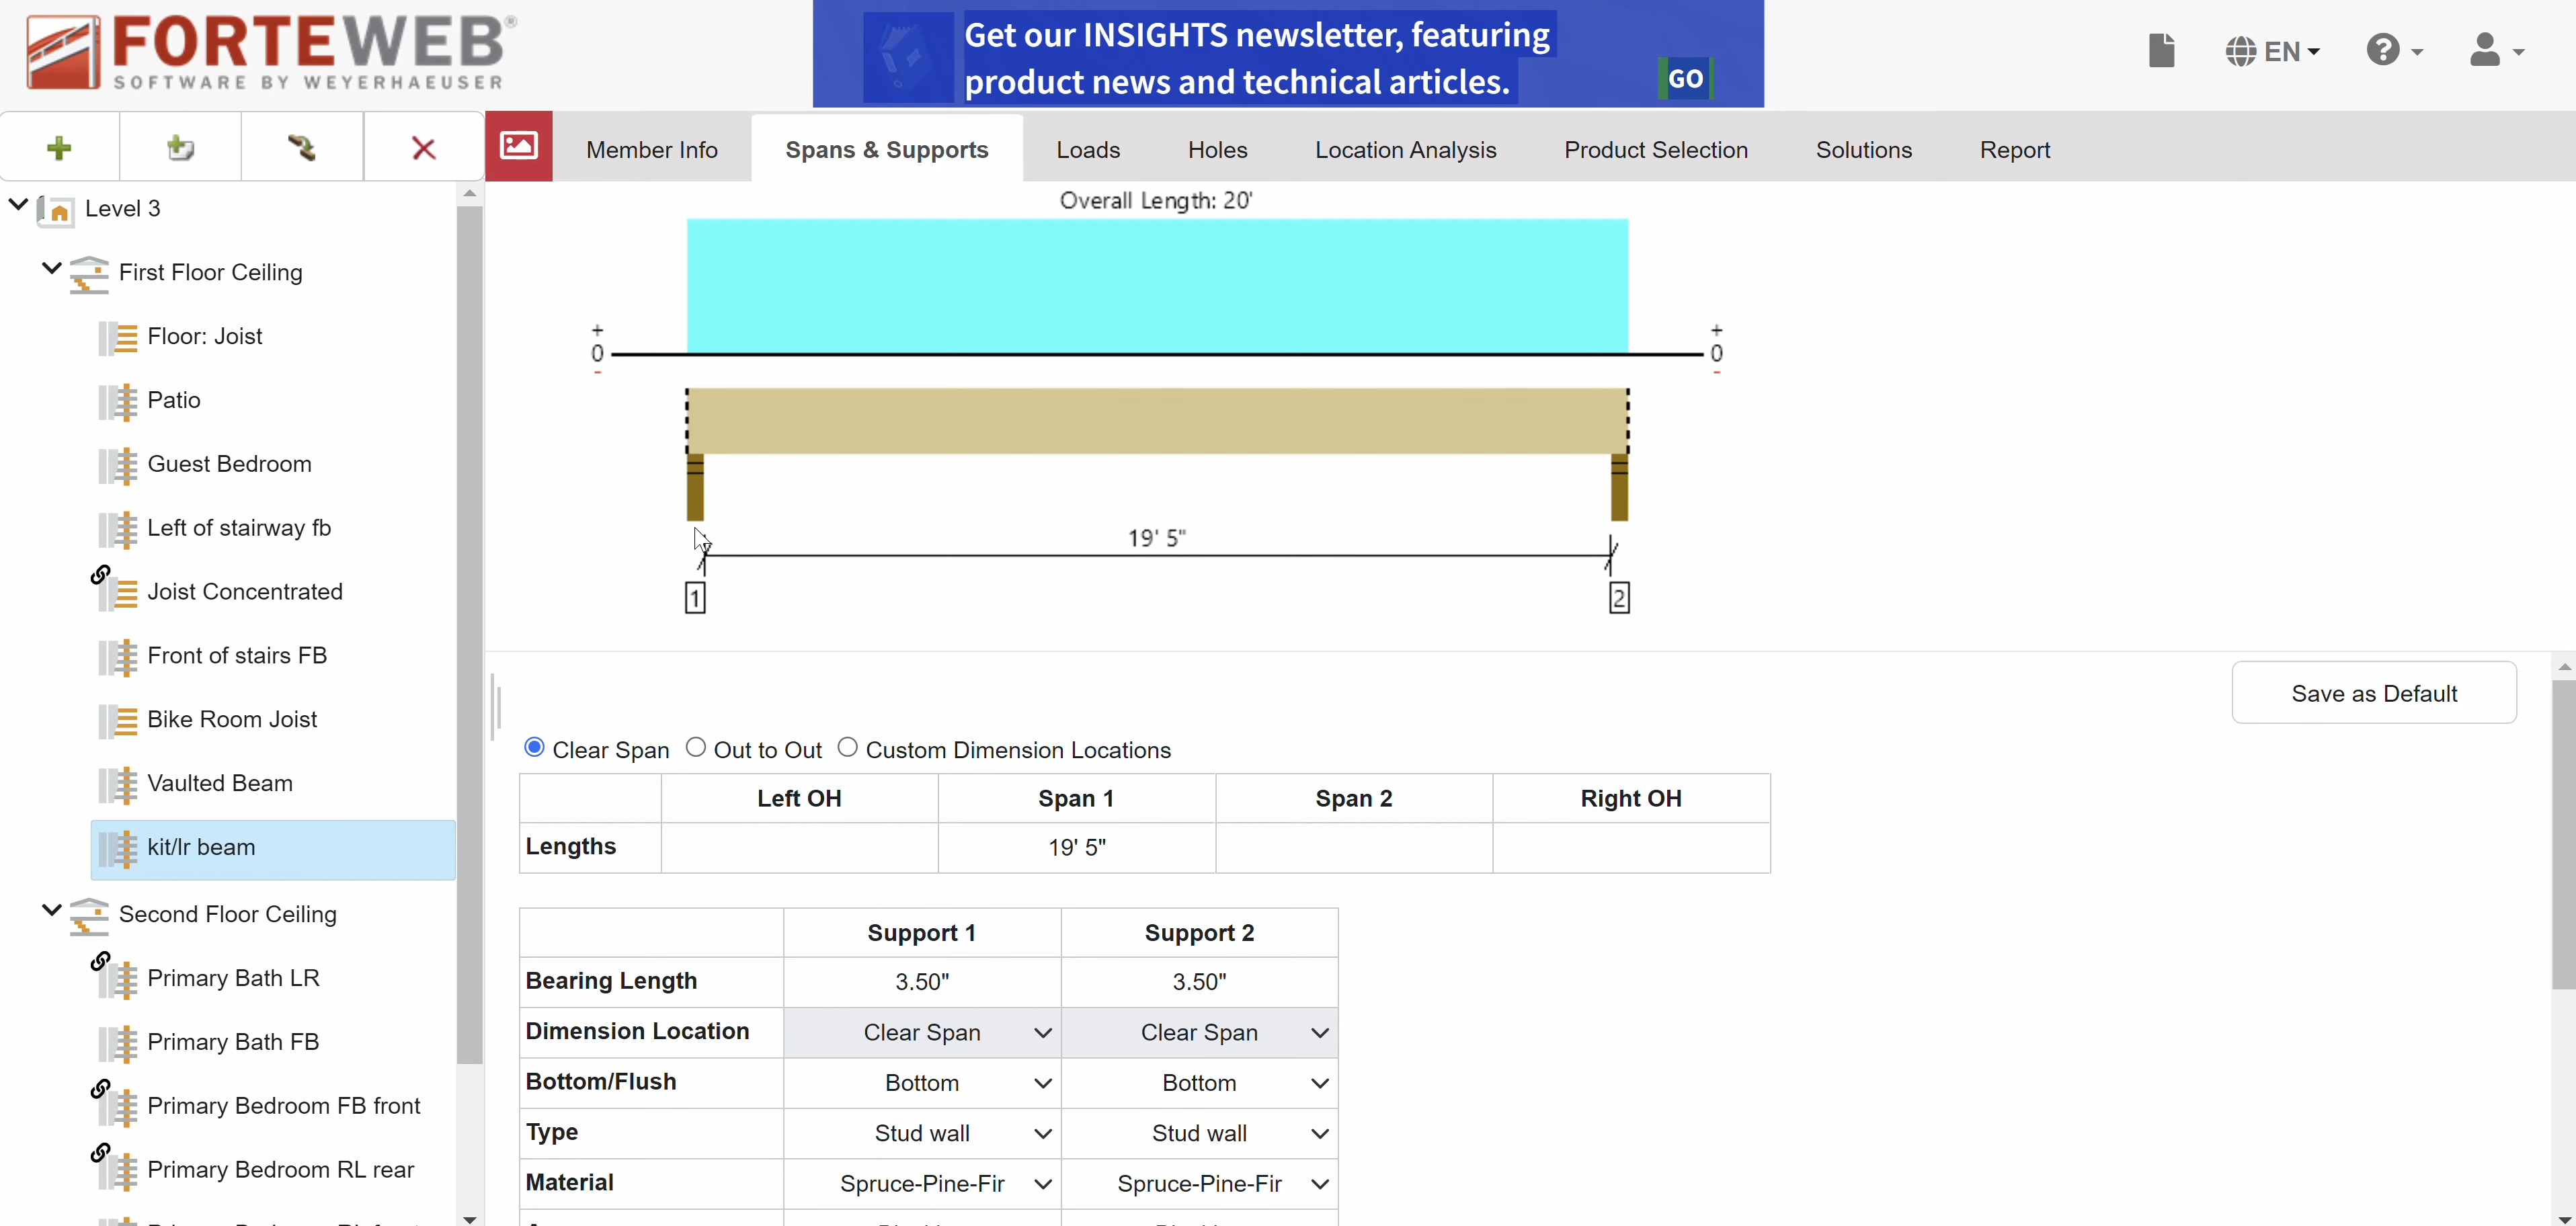 FORTEWEB®
SOFTWARE BY WEYERHAEUSER
Get our INSIGHTS newsletter, featuring
product news and technical articles.
GO
EN
Member Info
Spans & Supports
Loads
Holes
Location Analysis
Product Selection
Solutions
Report
Level 3
First Floor Ceiling
Floor: Joist
Patio
Guest Bedroom
Left of stairway fb
Joist Concentrated
Front of stairs FB
Bike Room Joist
Vaulted Beam
kit/lr beam
Second Floor Ceiling
Primary Bath LR
Primary Bath FB
Primary Bedroom FB front
Primary Bedroom RL rear
Overall Length: 20'
+ +
0 0
- -
19' 5"
1 2
Save as Default
Clear Span Out to Out Custom Dimension Locations
Left OH Span 1 Span 2 Right OH
Lengths 19' 5"
Support 1 Support 2
Bearing Length 3.50" 3.50"
Dimension Location Clear Span Clear Span
Bottom/Flush Bottom Bottom
Type Stud wall Stud wall
Material Spruce-Pine-Fir Spruce-Pine-Fir